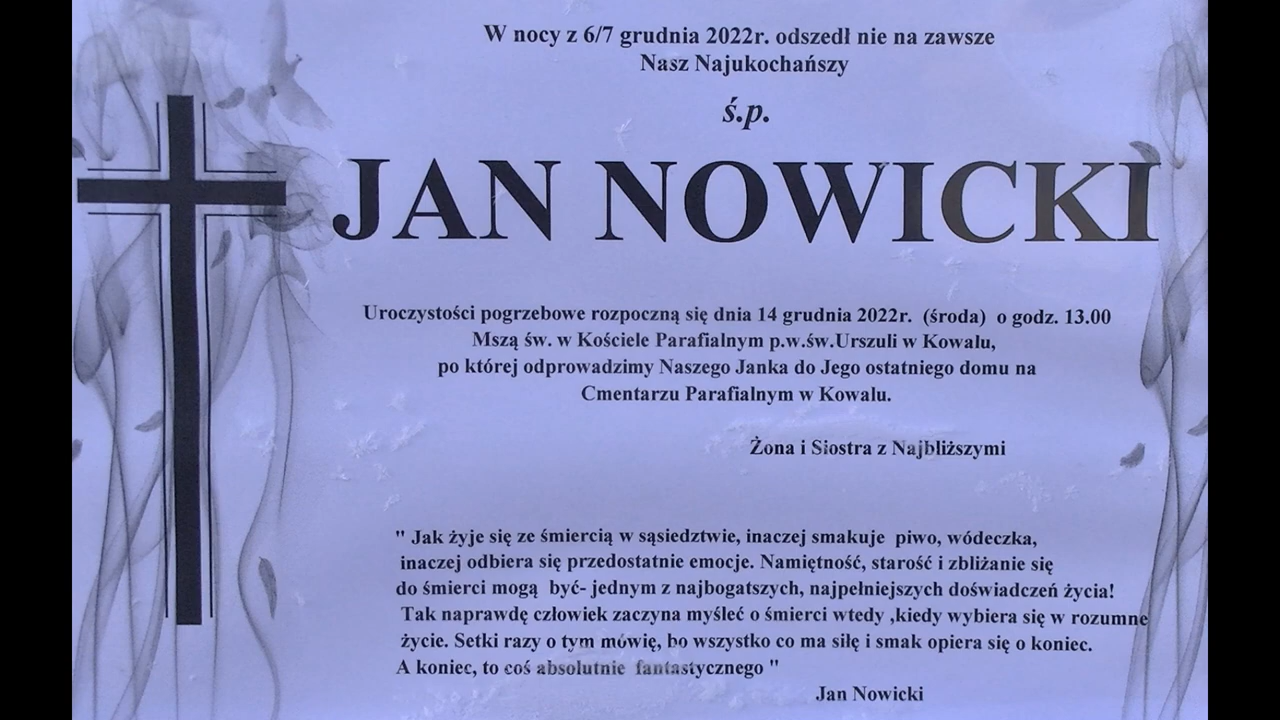 W nocy z 6/7 grudnia 2022r. odszedł nie na zawsze
Nasz Najukochańszy
ś.p.
JAN NOWICKI
Uroczystości pogrzebowe rozpoczną się dnia 14 grudnia 2022r. (środa) o godz. 13.00
Mszą św. w Kościele Parafialnym p.w.św.Urszuli w Kowalu,
po której odprowadzimy Naszego Janka do Jego ostatniego domu na
Cmentarzu Parafialnym w Kowalu.
Żona i Siostra z Najbliższymi
" Jak żyje się ze śmiercią w sąsiedztwie, inaczej smakuje piwo, wódeczka,
inaczej odbiera się przedostatnie emocje. Namiętność, starość i zbliżanie się
do śmierci mogą być- jednym z najbogatszych, najpełniejszych doświadczeń życia!
Tak naprawdę człowiek zaczyna myśleć o śmierci wtedy ,kiedy wybiera się w rozumne
życie. Setki razy o tym mówię, bo wszystko co ma siłę i smak opiera się o koniec.
A koniec, to coś absolutnie fantastycznego "
Jan Nowicki